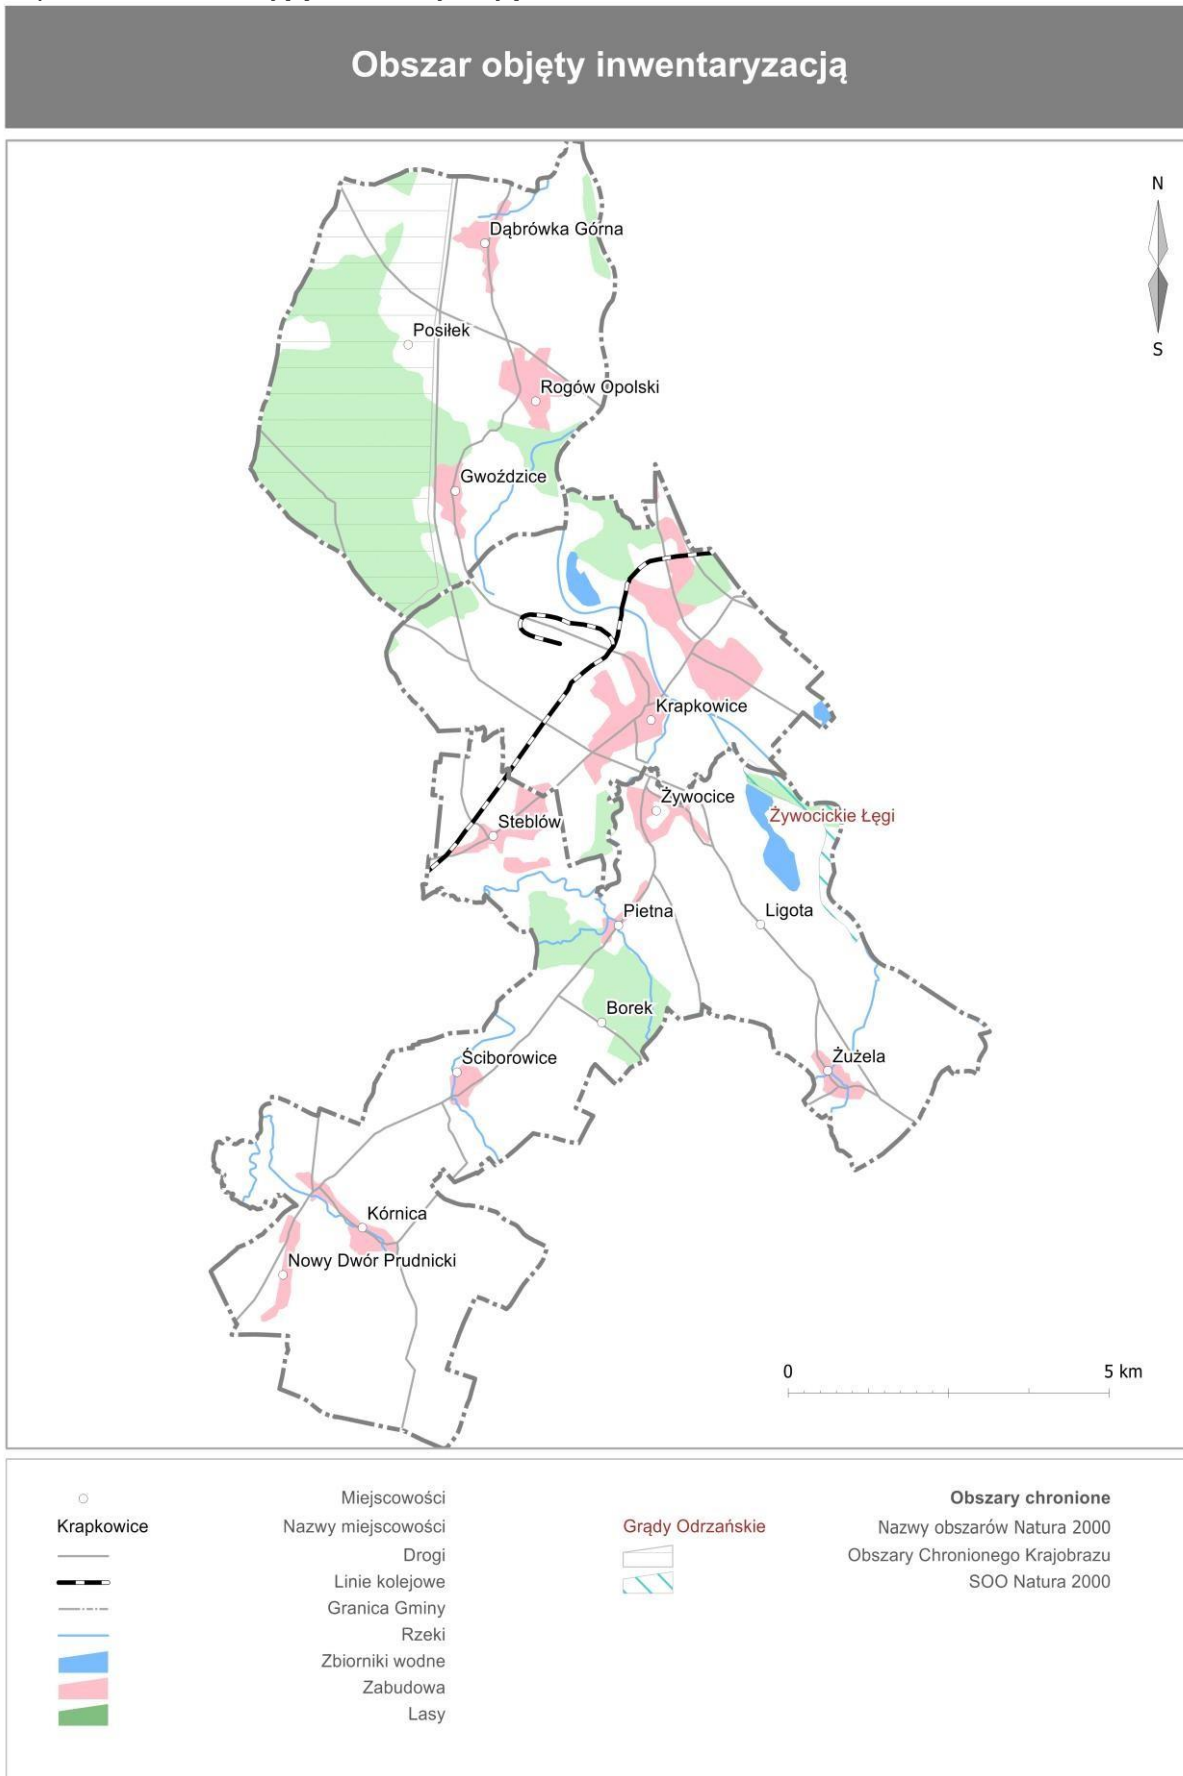 Obszar objęty inwentaryzacją
N
S
Dąbrówka Górna
Posiłek
Rogów Opolski
Gwoździce
Krapkowice
Żywocice
Żywocickie Łęgi
Steblów
Pietna
Ligota
Borek
Ściborowice
Żużela
Kórnica
Nowy Dwór Prudnicki
0 5 km
Miejscowości
Krapkowice Nazwy miejscowości
Drogi
Linie kolejowe
Granica Gminy
Rzeki
Zbiorniki wodne
Zabudowa
Lasy
Obszary chronione
Grądy Odrzańskie Nazwy obszarów Natura 2000
Obszary Chronionego Krajobrazu
SOO Natura 2000